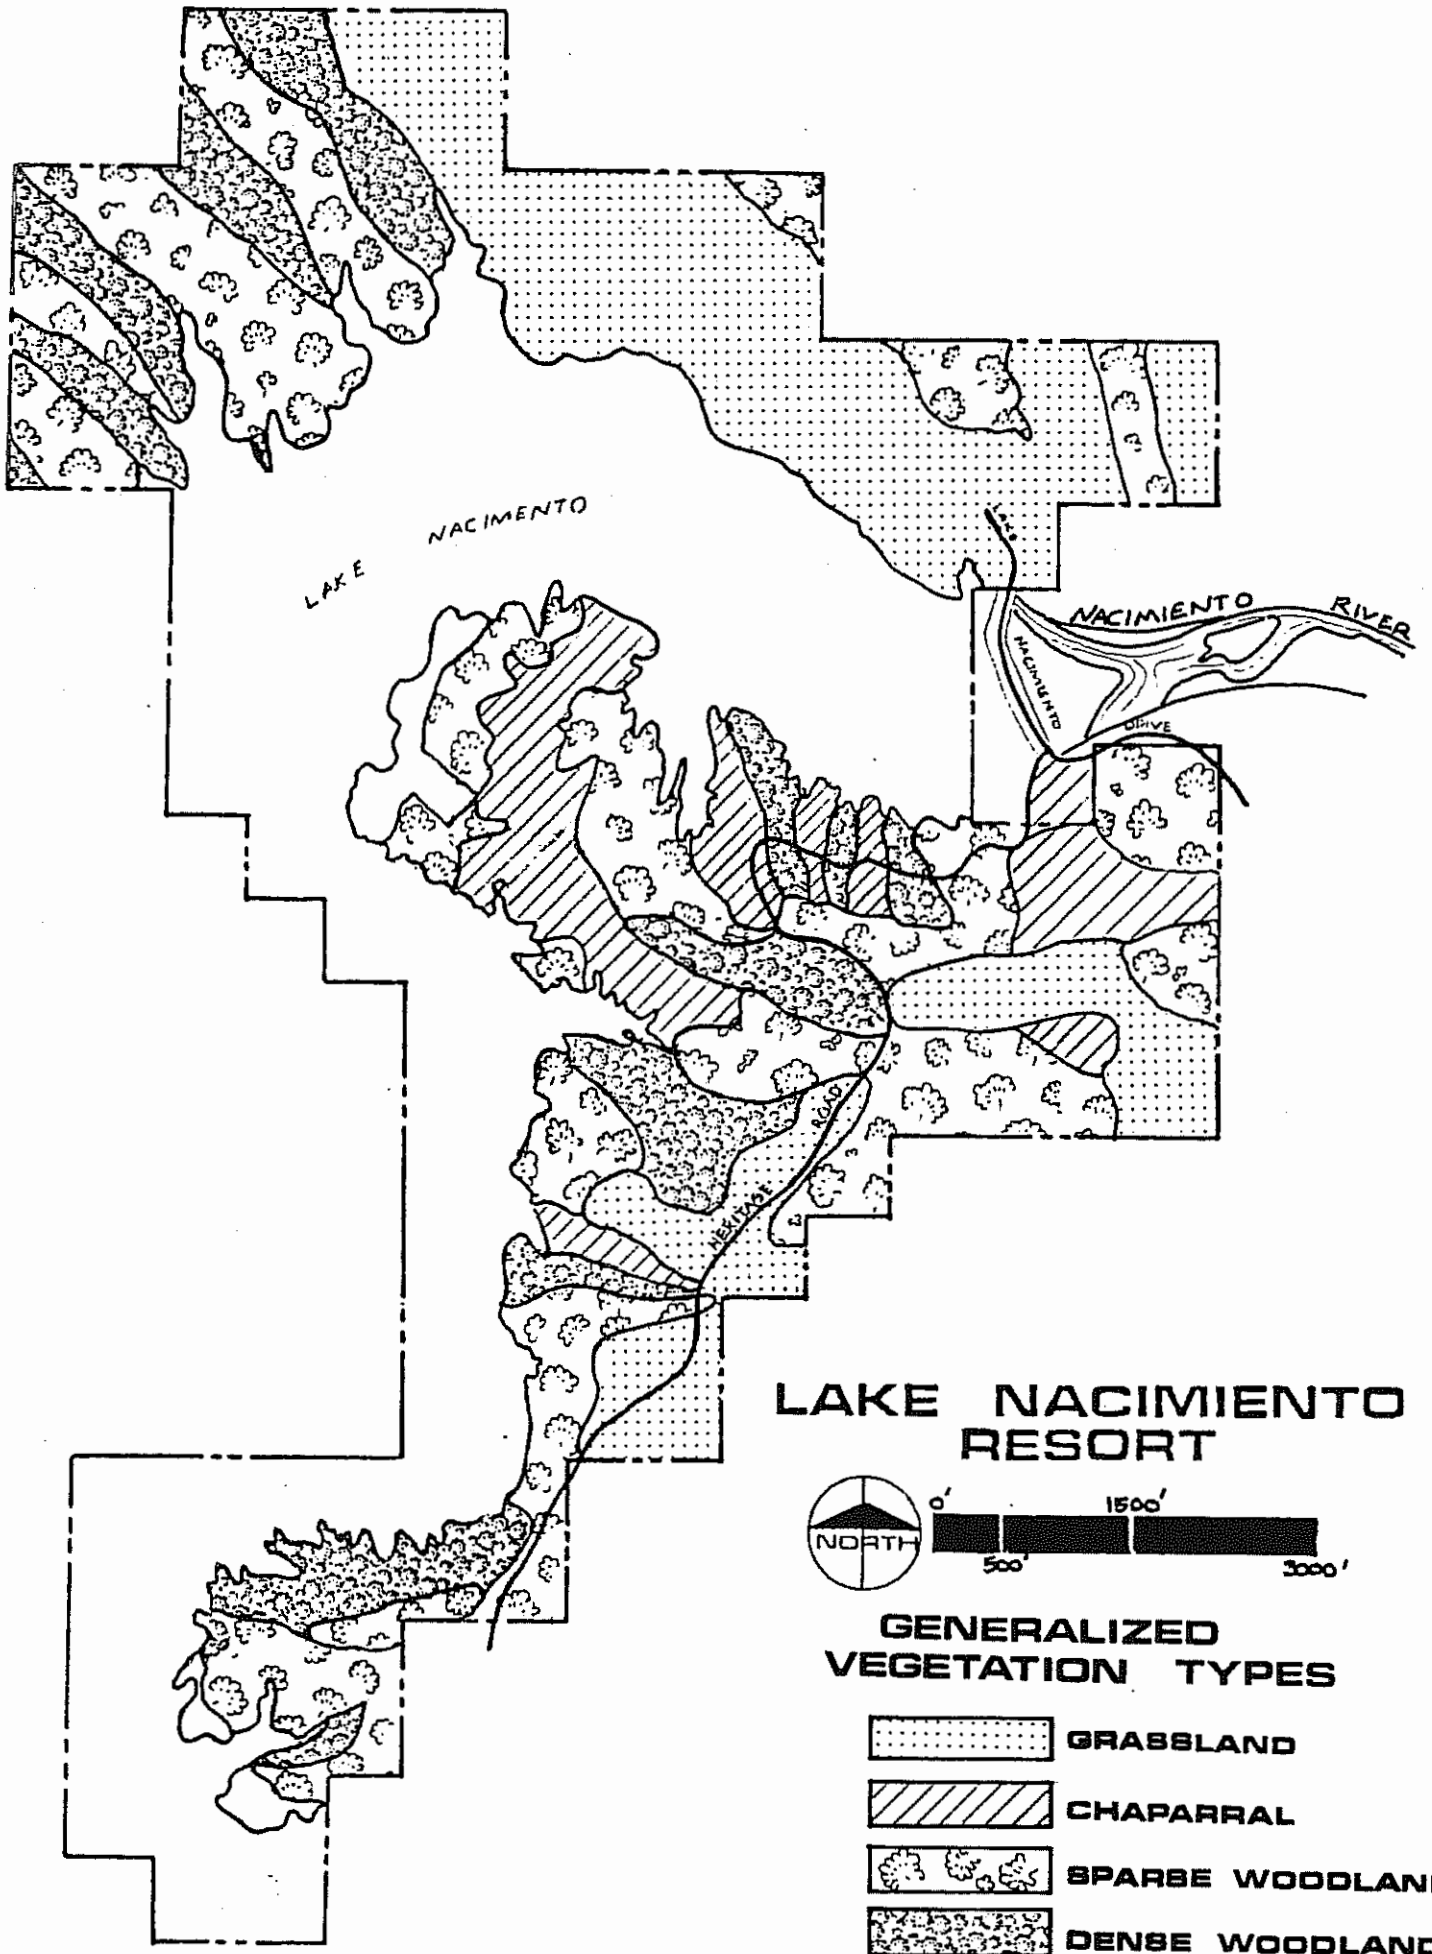 LAKE
NACIMENTO
LAKE
NACIMIENTO
DRIVE
NACIMIENTO RIVER
HERITAGE
ROAD
LAKE NACIMIENTO
RESORT
NORTH
0'
1500'
500'
3000'
GENERALIZED
VEGETATION TYPES
GRASSLAND
CHAPARRAL
SPARSE WOODLAND
DENSE WOODLAND